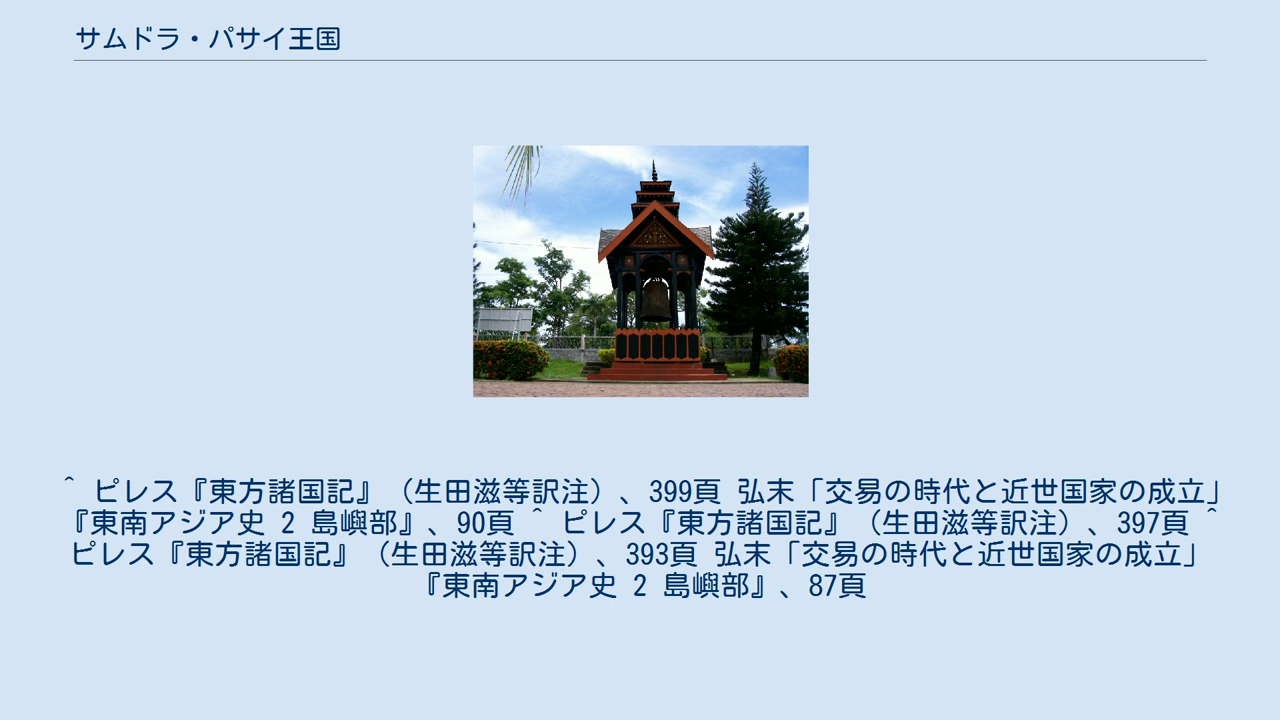 サムドラ・パサイ王国
^ ピレス『東方諸国記』（生田滋等訳注）、399頁 弘末「交易の時代と近世国家の成立」
『東南アジア史 2 島嶼部』、90頁 ^ ピレス『東方諸国記』（生田滋等訳注）、397頁 ^
ピレス『東方諸国記』（生田滋等訳注）、393頁 弘末「交易の時代と近世国家の成立」
『東南アジア史 2 島嶼部』、87頁